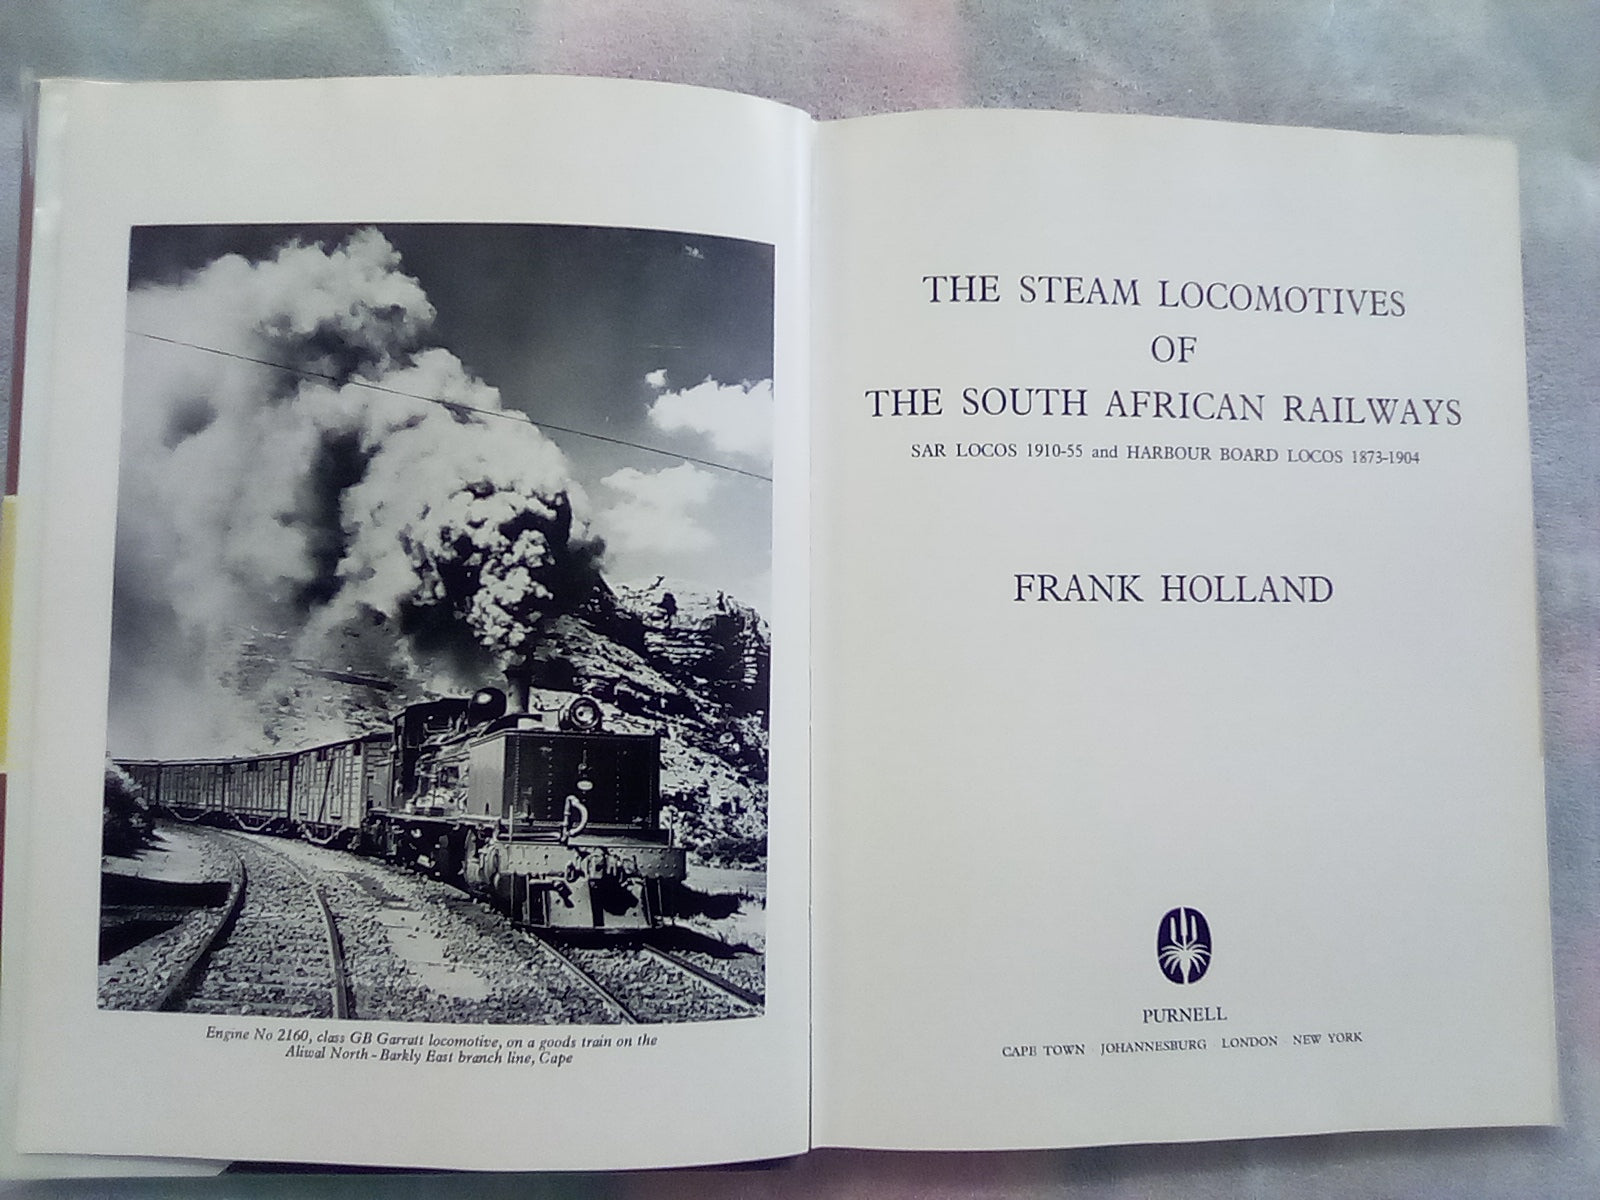 Engine No 2160, class GB Garratt locomotive, on a goods train on the
Aliwal North - Barkly East branch line, Cape
THE STEAM LOCOMOTIVES
OF
THE SOUTH AFRICAN RAILWAYS
SAR LOCOS 1910-55 and HARBOUR BOARD LOCOS 1873-1904
FRANK HOLLAND
PURNELL
CAPE TOWN JOHANNESBURG LONDON NEW YORK